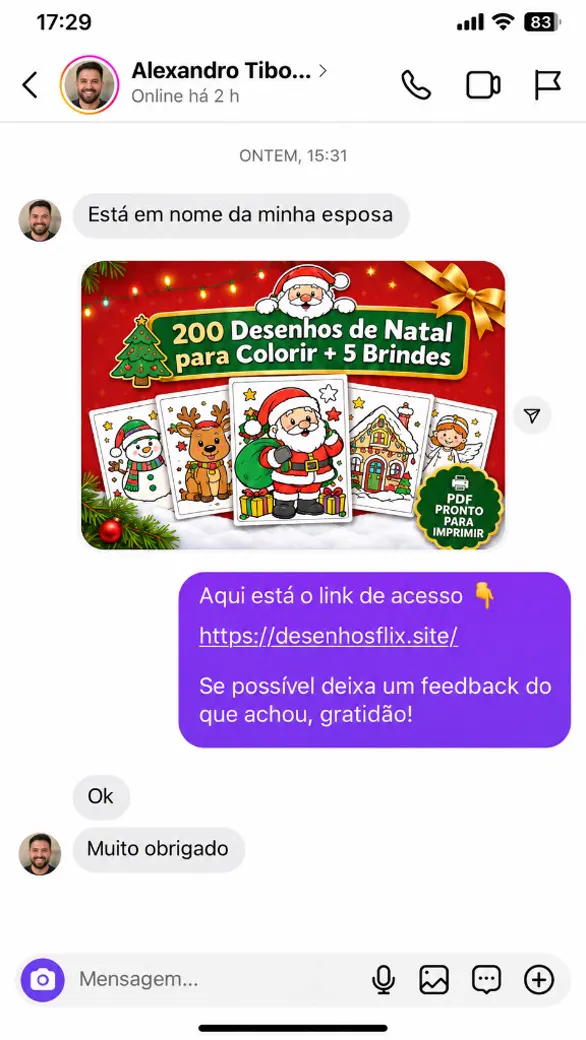 17:29
83
Alexandro Tibo...
Online há 2 h
ONTEM, 15:31
Está em nome da minha esposa
200 Desenhos de Natal
para Colorir + 5 Brindes
PDF
PRONTO
PARA
IMPRIMIR
Aqui está o link de acesso 👇
https://desenhosflix.site/
Se possível deixa um feedback do
que achou, gratidão!
Ok
Muito obrigado
Mensagem...